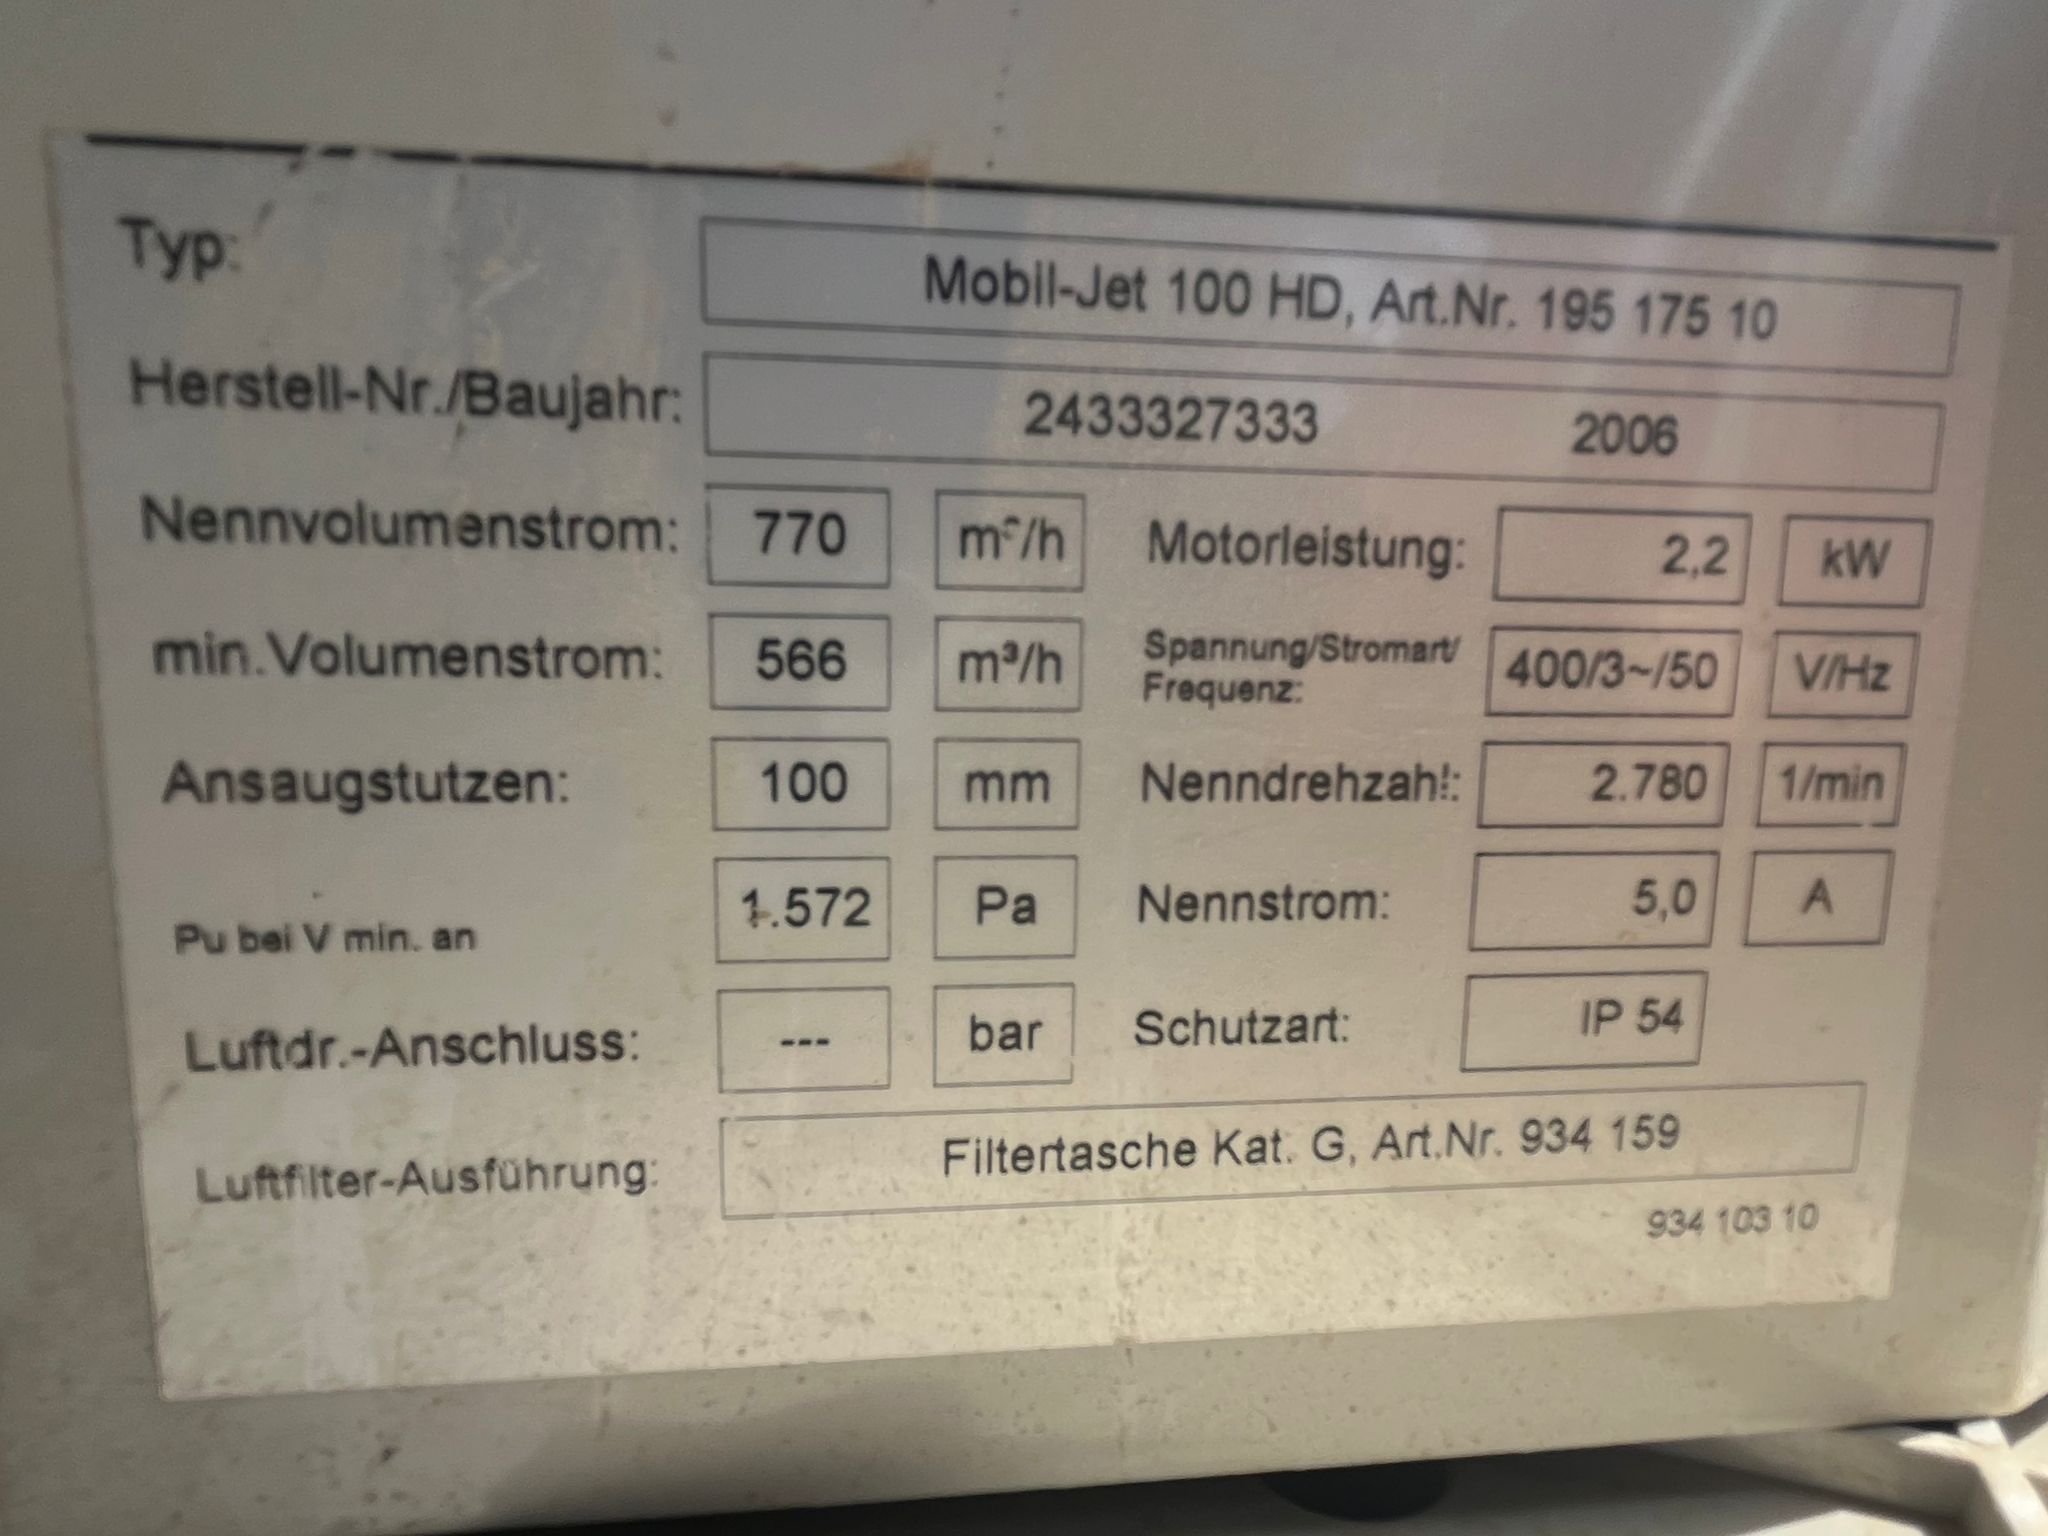 Typ: Mobil-Jet 100 HD, Art.Nr. 195 175 10
Herstell-Nr./Baujahr: 2433327333 2006
Nennvolumenstrom: 770 m³/h Motorleistung: 2,2 kW
min.Volumenstrom: 566 m³/h Spannung/Stromart/ Frequenz: 400/3~/50 V/Hz
Ansaugstutzen: 100 mm Nenndrehzahl: 2.780 1/min
Pu bei V min. an 1.572 Pa Nennstrom: 5,0 A
Luftdr.-Anschluss: --- bar Schutzart: IP 54
Luftfilter-Ausführung: Filtertasche Kat. G, Art.Nr. 934 159
934 103 10